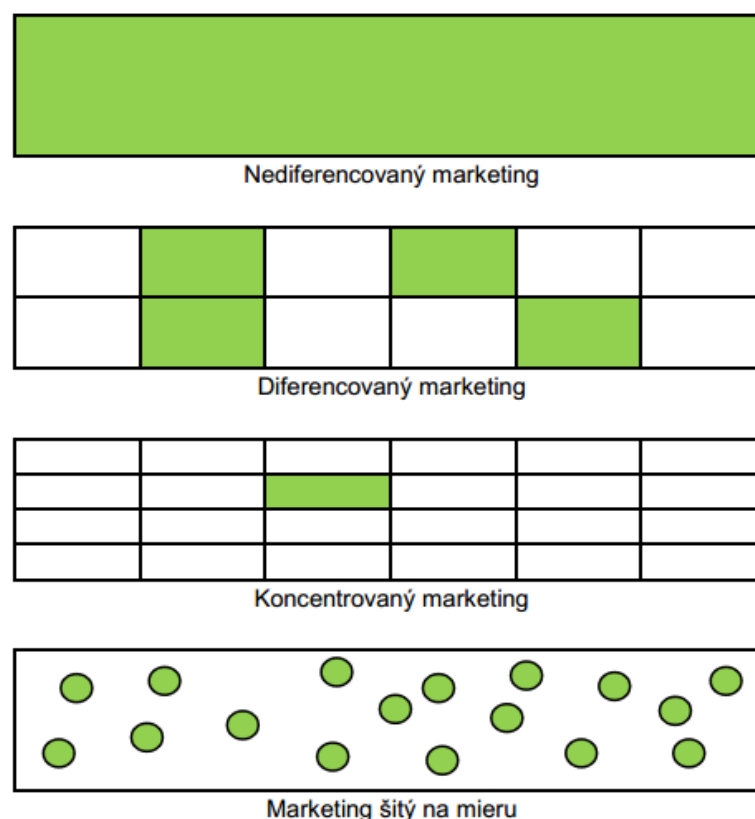 Nediferencovaný marketing
Diferencovaný marketing
Koncentrovaný marketing
Marketing šitý na mieru